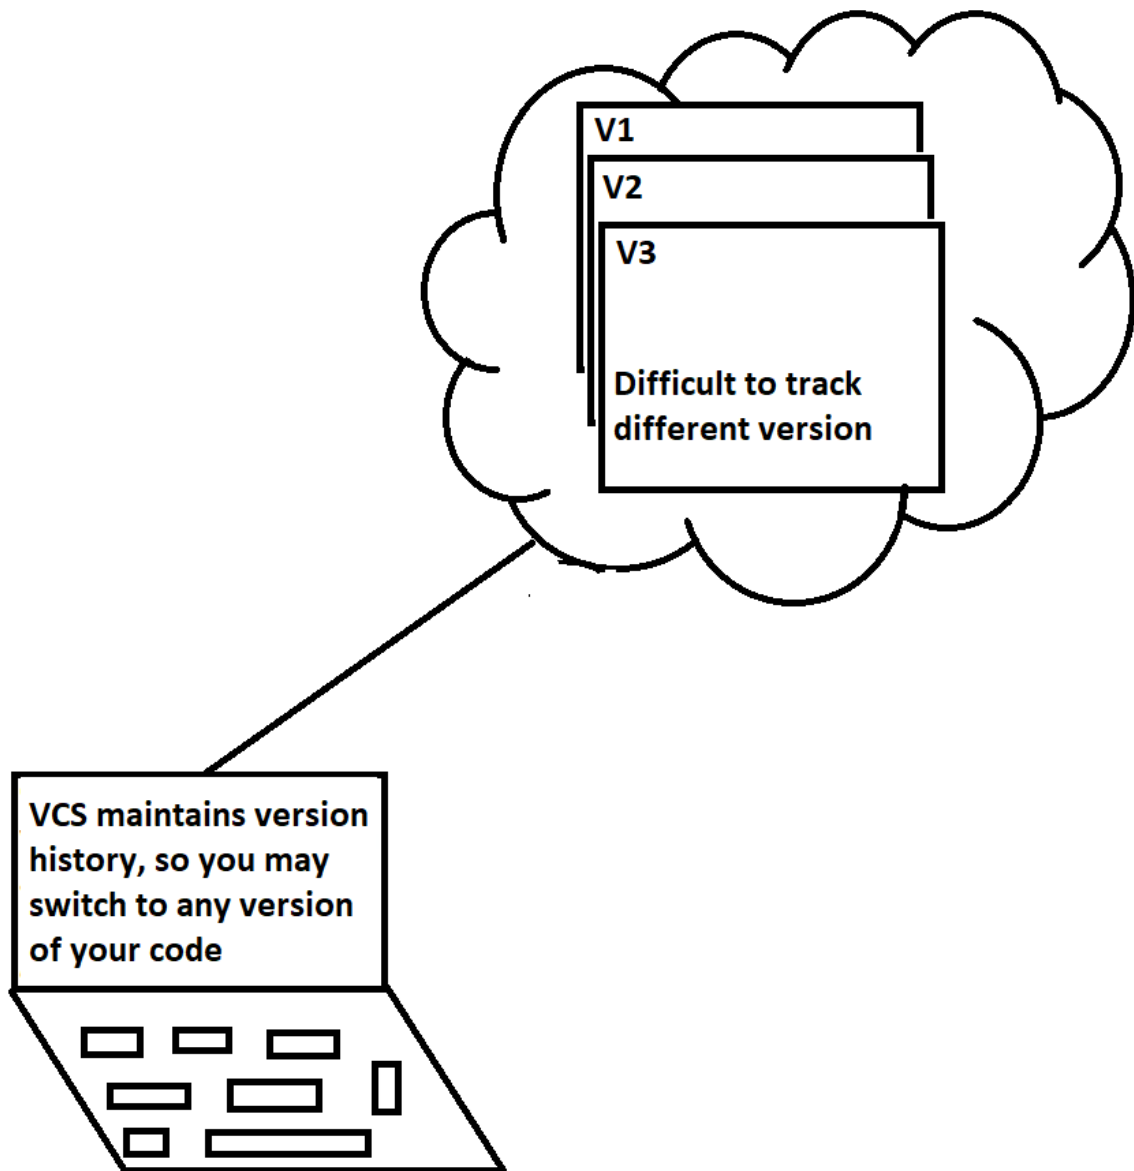 V1
V2
V3
Difficult to track
different version
VCS maintains version
history, so you may
switch to any version
of your code